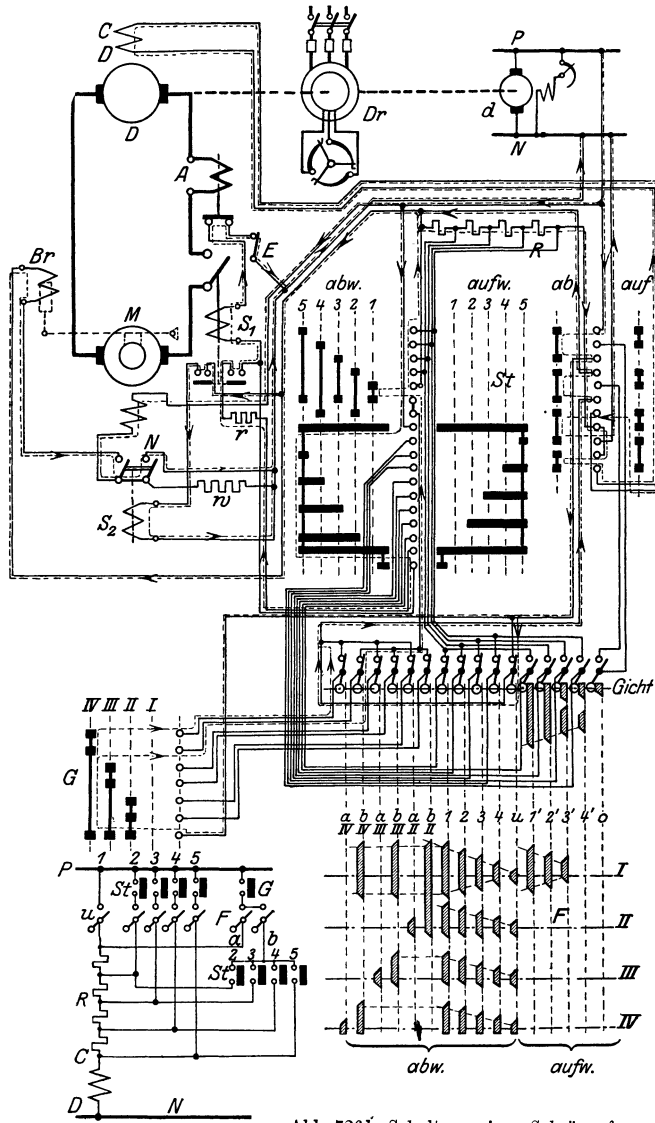 C
D
D
Dr
P
d
N
A
E
Br
M
S1
r
N
w
S2
R
abw.
5 4 3 2 1
aufw.
1 2 3 4 5
ab
auf
St
Gicht
IV III II I
G
a IV b IV a III b III a II b II 1 2 3 4 u 1' 2' 3' 4' o
I
II
III
IV
F
abw.
aufw.
P
1 2 3 4 5
St
G
u
F
a
b
2 3 4 5
St
R
C
D
N